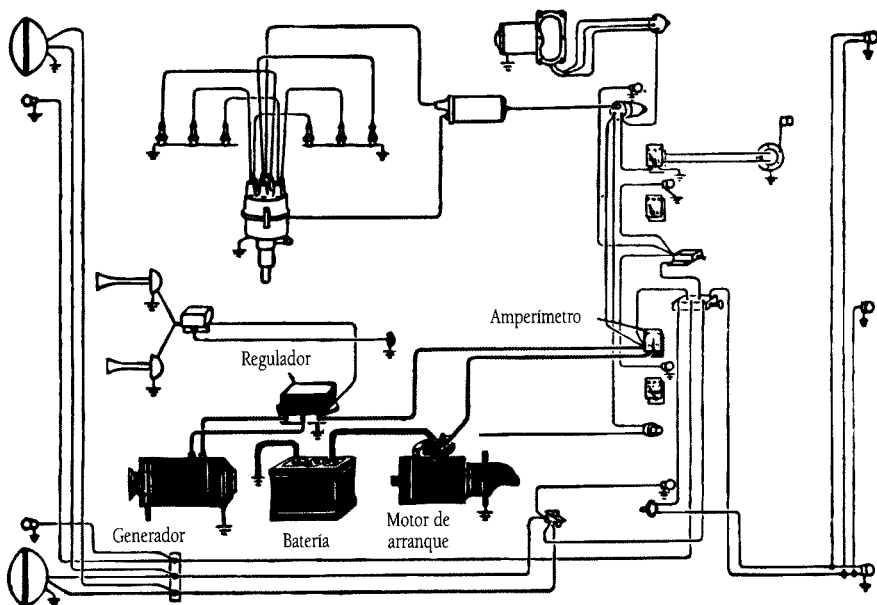 Amperímetro
Regulador
Generador
Batería
Motor de
arranque